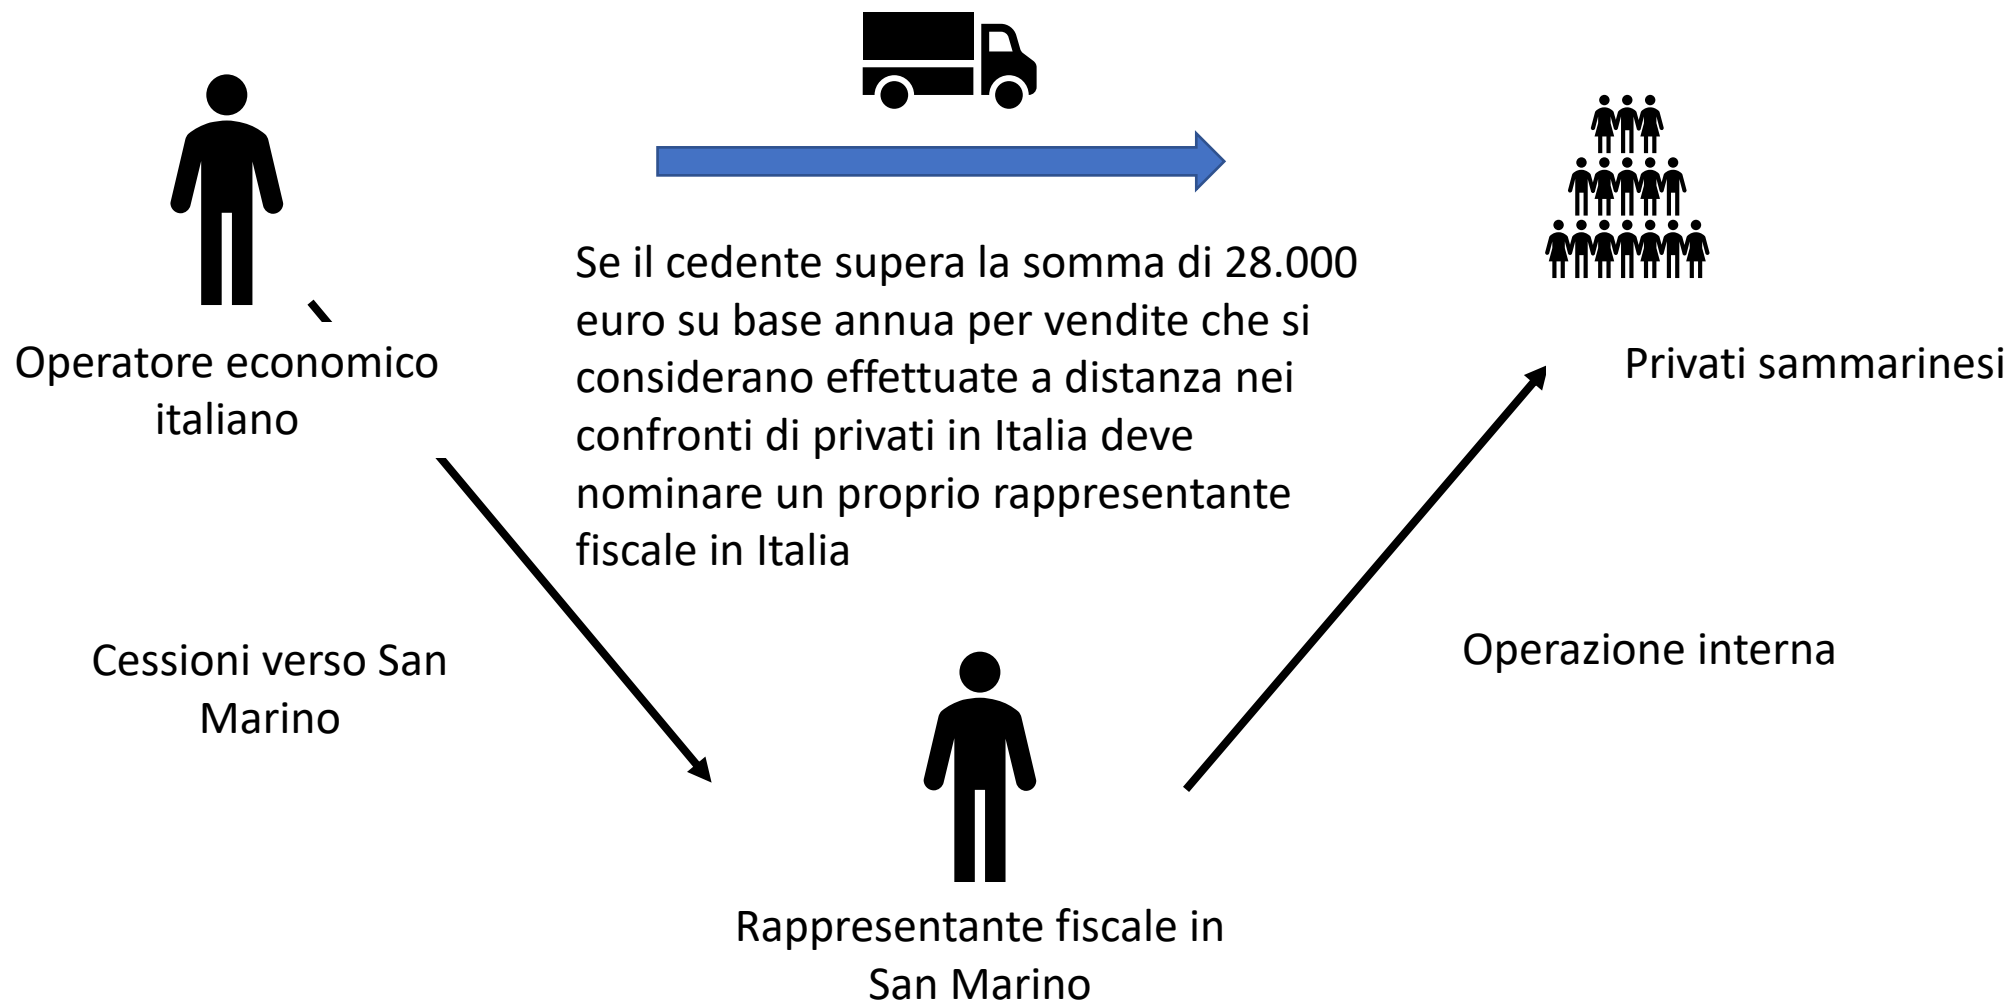 Se il cedente supera la somma di 28.000
euro su base annua per vendite che si
considerano effettuate a distanza nei
confronti di privati in Italia deve
nominare un proprio rappresentante
fiscale in Italia
Operatore economico
italiano
Privati sammarinesi
Cessioni verso San
Marino
Operazione interna
Rappresentante fiscale in
San Marino